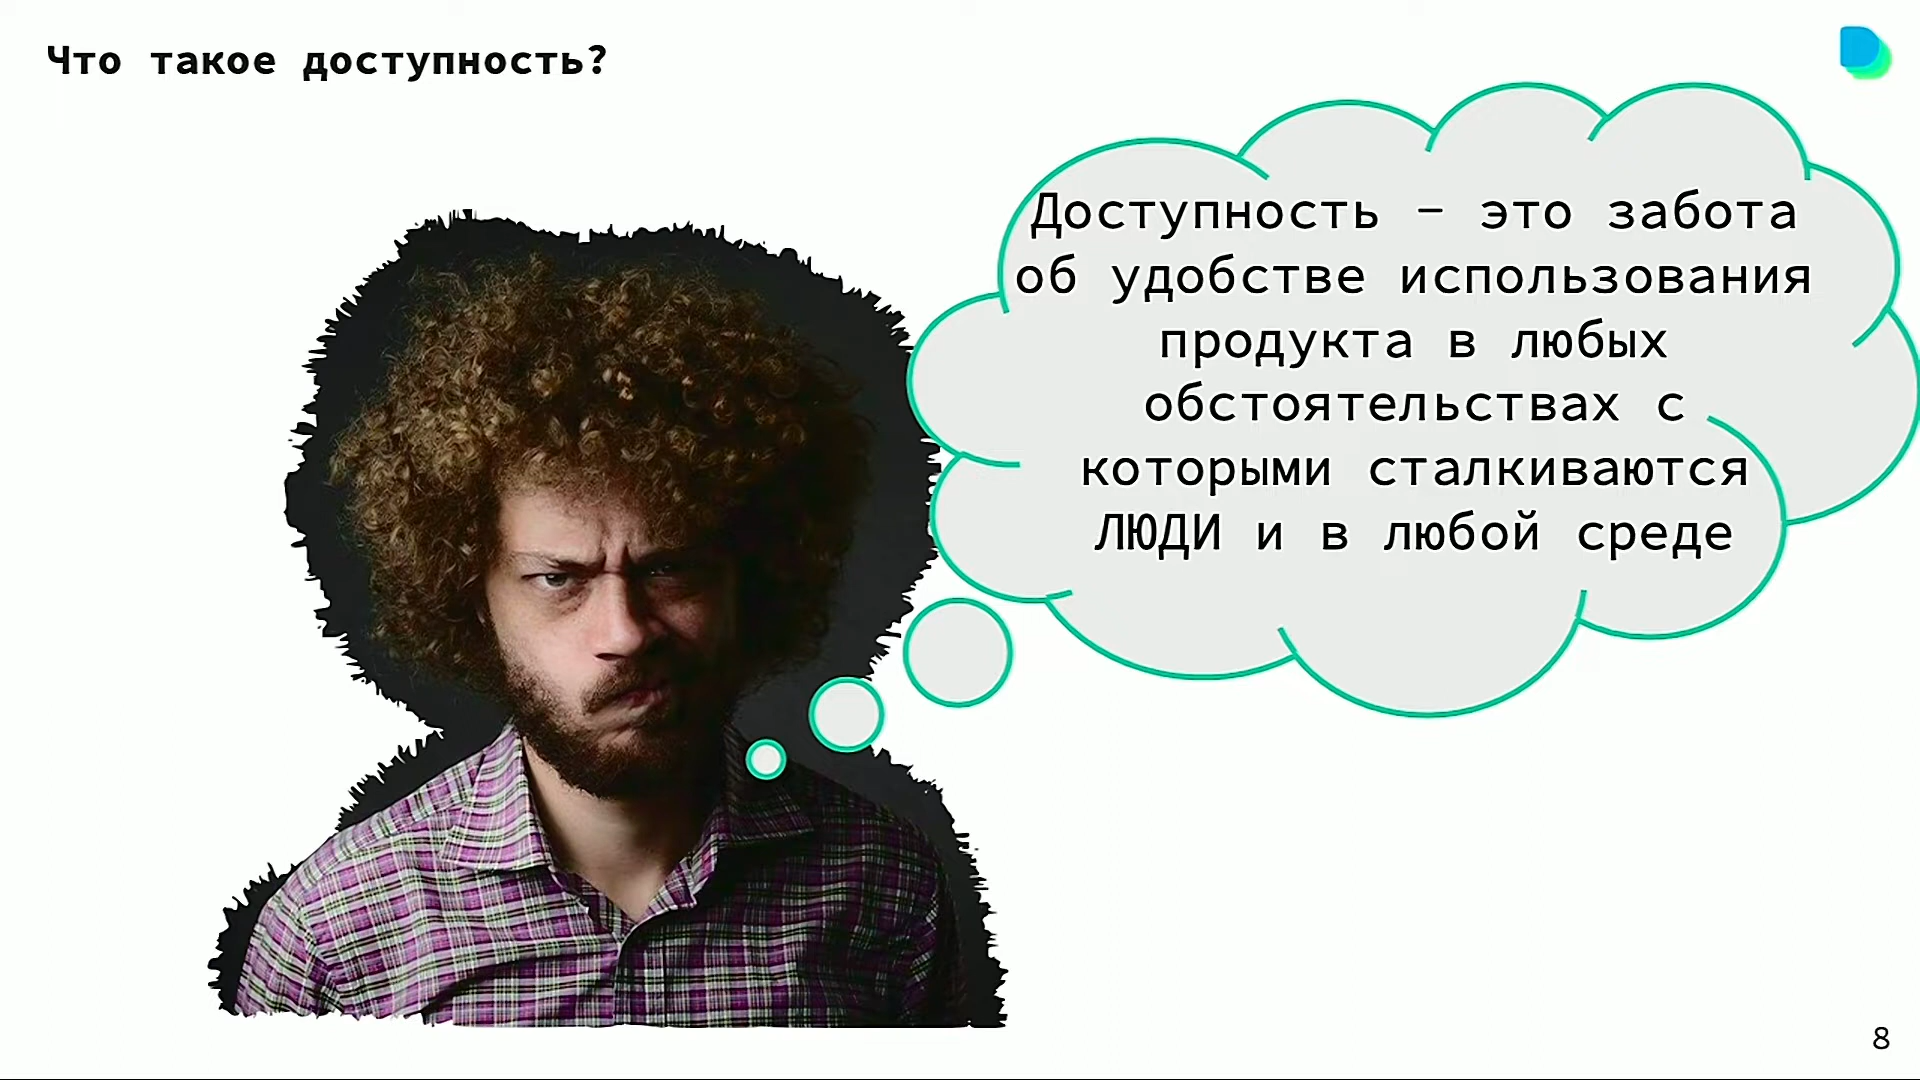 Что такое доступность?
Доступность – это забота
об удобстве использования
продукта в любых
обстоятельствах с
которыми сталкиваются
ЛЮДИ и в любой среде
8